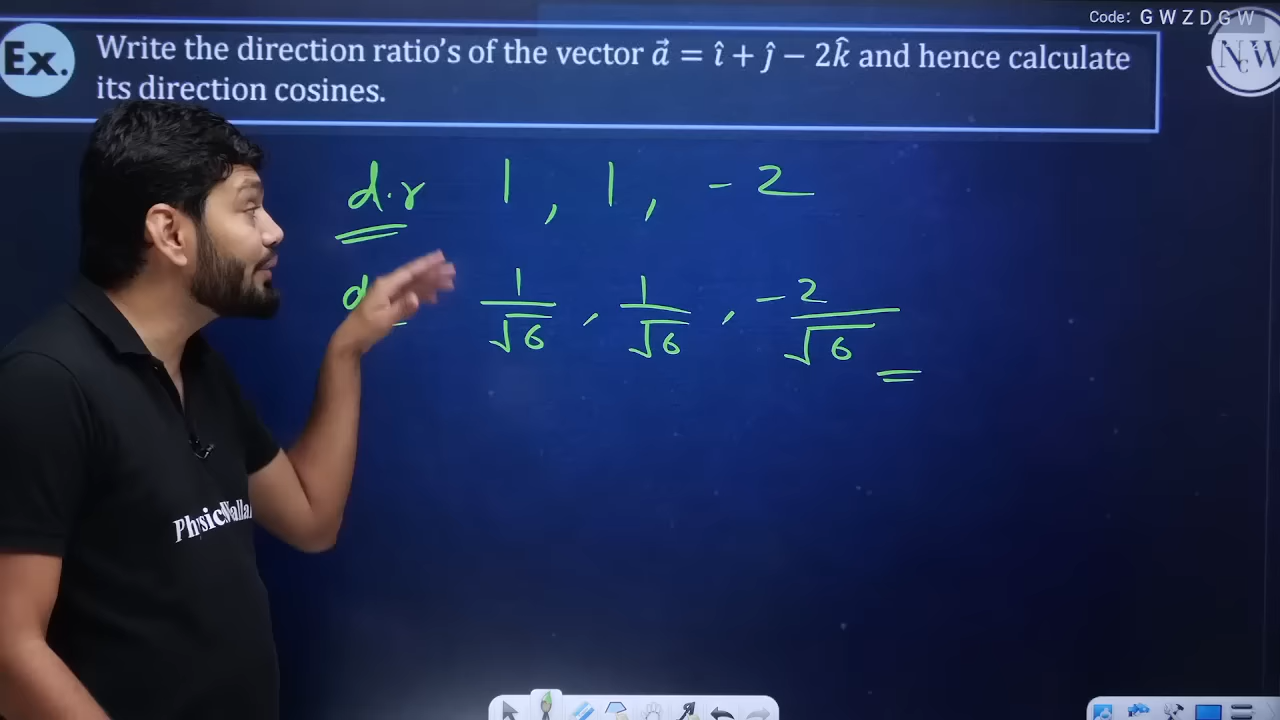 Code: G W Z D G W
Ex. Write the direction ratio's of the vector a⃗ = î + ĵ − 2k̂ and hence calculate
its direction cosines.
NCW
d.r 1, 1, -2
d 1/√6, 1/√6, -2/√6